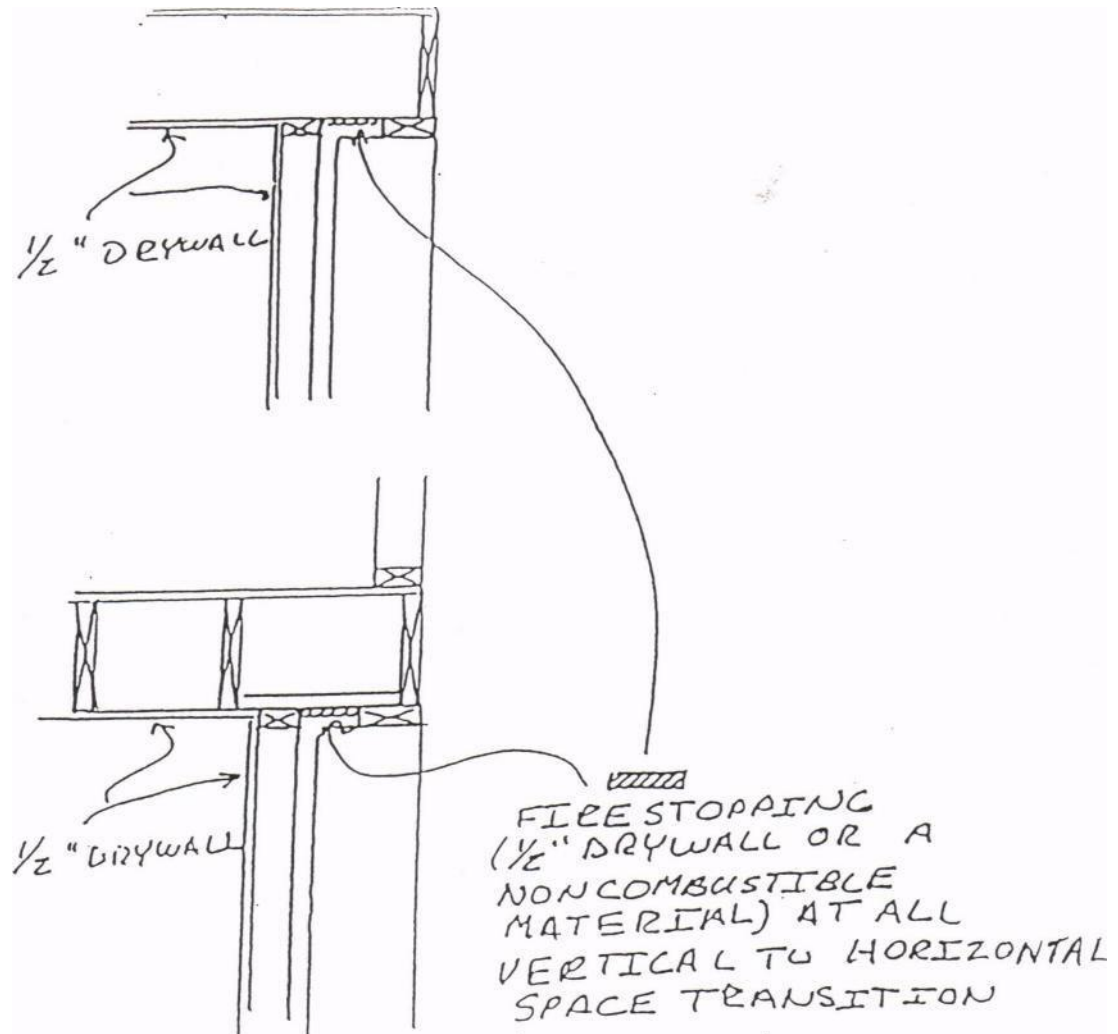 1/2" DRYWALL
1/2" DRYWALL
FIRESTOPPING
(1/2" DRYWALL OR A
NONCOMBUSTIBLE
MATERIAL) AT ALL
VERTICAL TO HORIZONTAL
SPACE TRANSITION